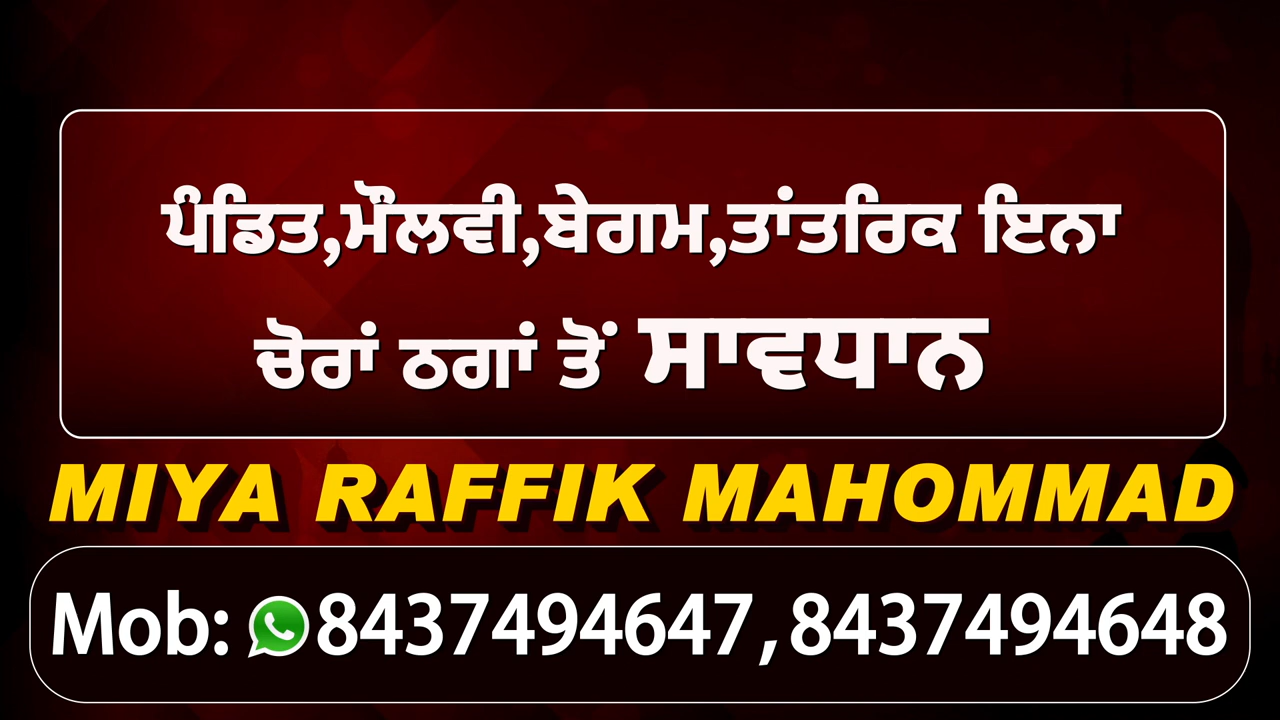 ਪੰਡਿਤ,ਮੌਲਵੀ,ਬੇਗਮ,ਤਾਂਤਰਿਕ ਇਨਾ
ਚੋਰਾਂ ਠਗਾਂ ਤੋਂ ਸਾਵਧਾਨ
MIYA RAFFIK MAHOMMAD
Mob: 8437494647, 8437494648